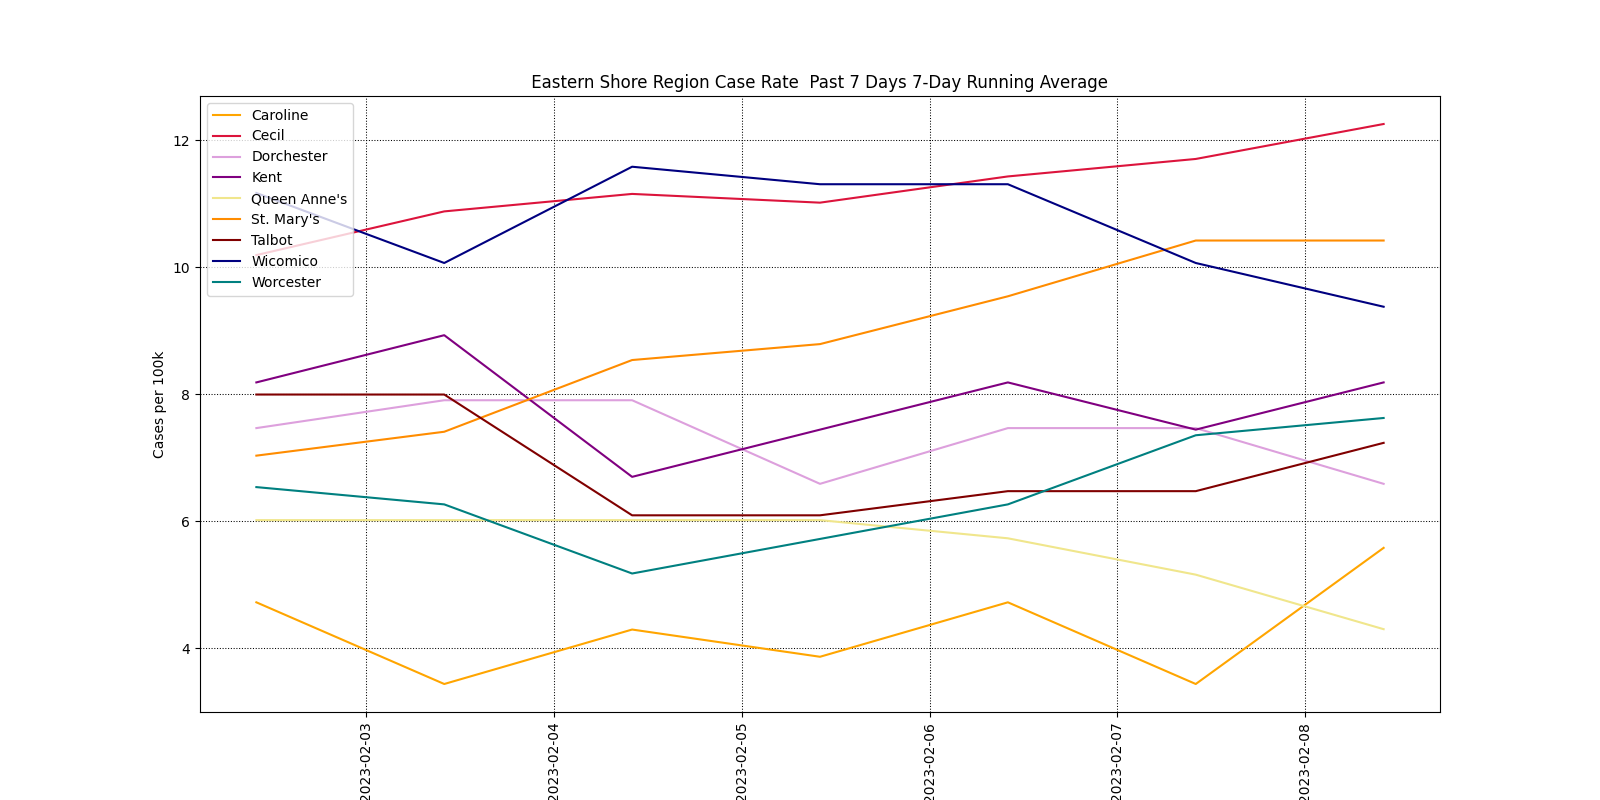 Eastern Shore Region Case Rate  Past 7 Days 7-Day Running Average
Caroline
Cecil
Dorchester
Kent
Queen Anne's
St. Mary's
Talbot
Wicomico
Worcester
Cases per 100k
12
10
8
6
4
2023-02-03
2023-02-04
2023-02-05
2023-02-06
2023-02-07
2023-02-08